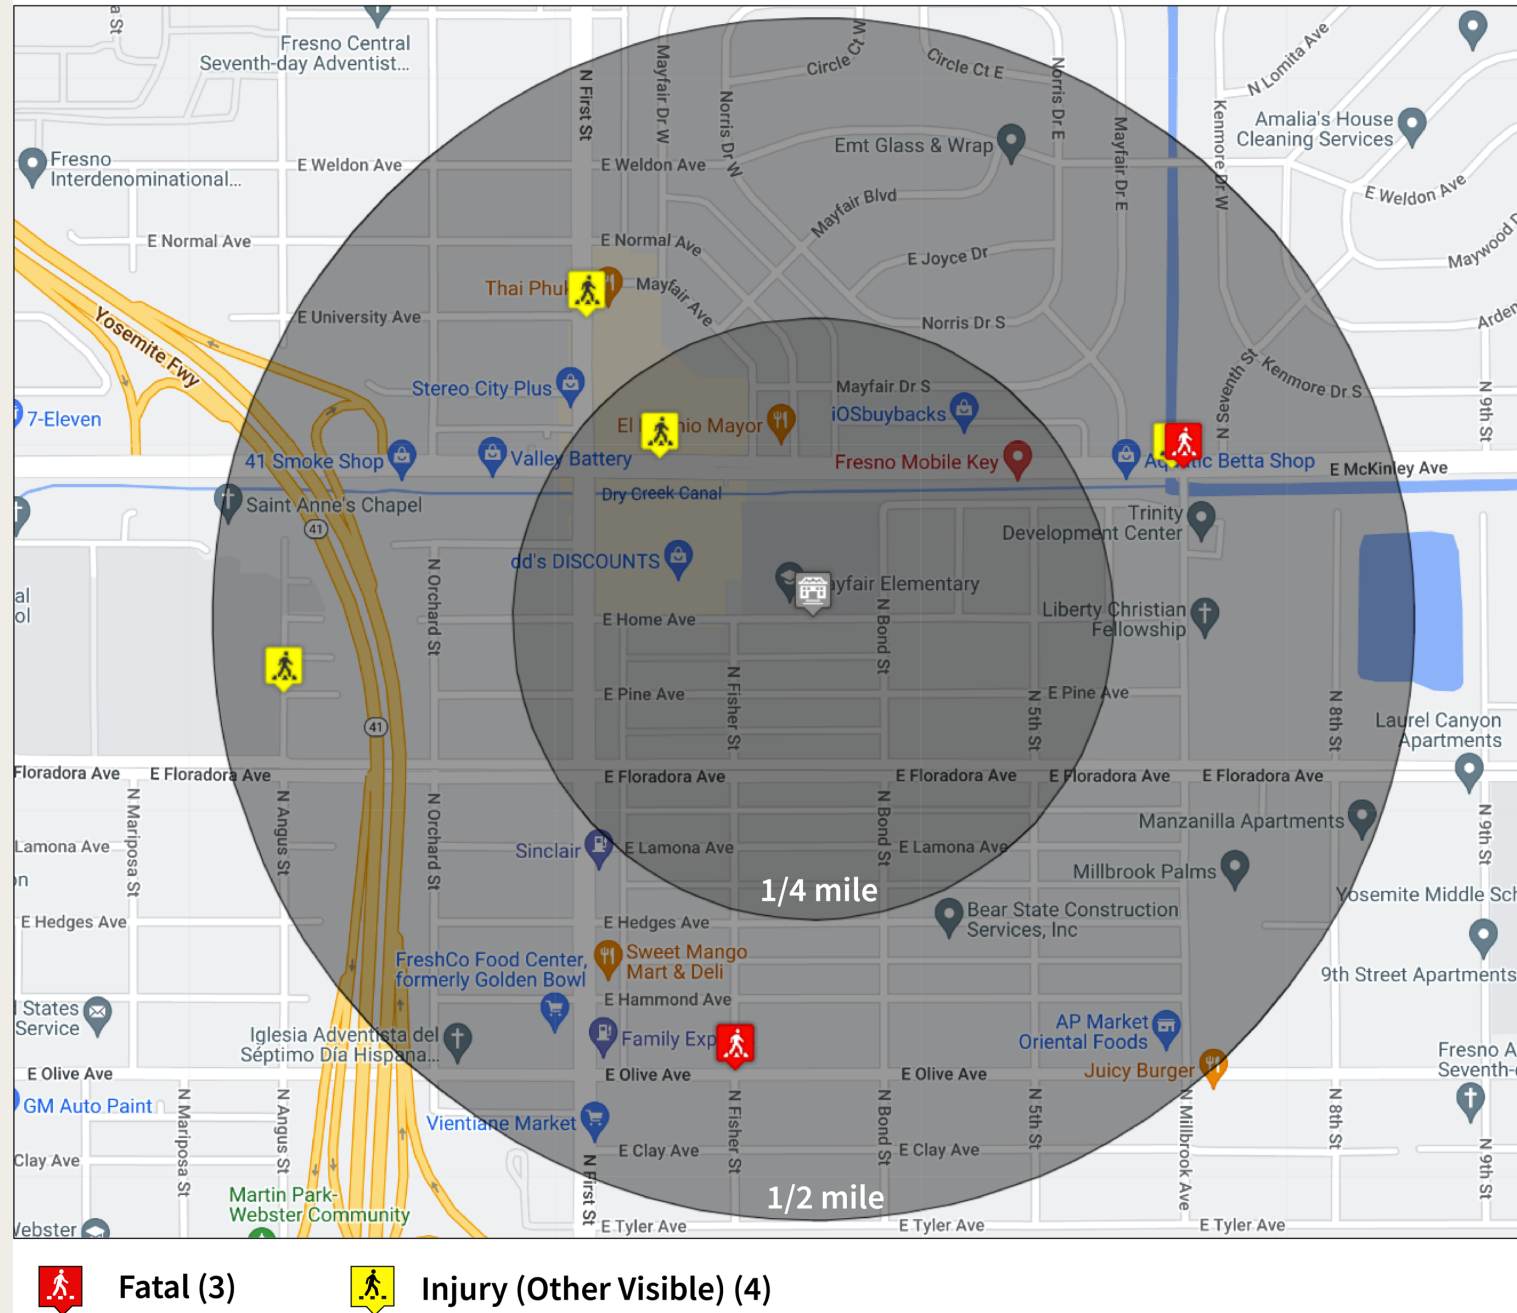 a St
Fresno Central
Seventh-day Adventist...
N First St
Mayfair Dr W
Norris Dr W
Circle Ct W
Circle Ct E
Norris Dr E
Mayfair Dr E
Kenmore Dr W
N Lomita Ave
Amalia's House
Cleaning Services
Emt Glass & Wrap
Fresno
Interdenominational...
E Weldon Ave
E Weldon Ave
E Weldon Ave
Mayfair Blvd
E Normal Ave
E Normal Ave
E Joyce Dr
Maywood D
Thai Phuk
Mayfair Ave
E University Ave
Norris Dr S
Arden
Yosemite Fwy
Stereo City Plus
Mayfair Dr S
iOSbuybacks
N Seventh St
Kenmore Dr S
N 9th St
7-Eleven
El
nio Mayor
41 Smoke Shop
Valley Battery
Fresno Mobile Key
Aquatic Betta Shop
E McKinley Ave
Dry Creek Canal
Saint Anne's Chapel
41
Trinity
Development Center
dd's DISCOUNTS
N Orchard St
ayfair Elementary
al
ol
E Home Ave
N Bond St
Liberty Christian
Fellowship
E Pine Ave
N Fisher St
N 5th St
E Pine Ave
N 8th St
41
Laurel Canyon
Apartments
Floradora Ave
E Floradora Ave
E Floradora Ave
E Floradora Ave
E Floradora Ave
E Floradora Ave
N Mariposa St
N Angus St
N Orchard St
N Bond St
Manzanilla Apartments
N 9th St
Lamona Ave
Sinclair
E Lamona Ave
E Lamona Ave
on
1/4 mile
Millbrook Palms
Yosemite Middle Sch
E Hedges Ave
E Hedges Ave
Bear State Construction
Services, Inc
FreshCo Food Center,
formerly Golden Bowl
Sweet Mango
Mart & Deli
9th Street Apartments
l States
Service
E Hammond Ave
Iglesia Adventista del
Séptimo Día Hispana...
Family Exp
AP Market
Oriental Foods
Fresno A
Seventh-d
E Olive Ave
E Olive Ave
E Olive Ave
Juicy Burger
GM Auto Paint
N Mariposa St
N Angus St
Vientiane Market
N Fisher St
N Bond St
N 5th St
N Millbrook Ave
N 8th St
N 9th St
Clay Ave
E Clay Ave
E Clay Ave
N First St
Martin Park-
Webster Community
1/2 mile
Webster
E Tyler Ave
E Tyler Ave
E Tyler Ave
Fatal (3)
Injury (Other Visible) (4)